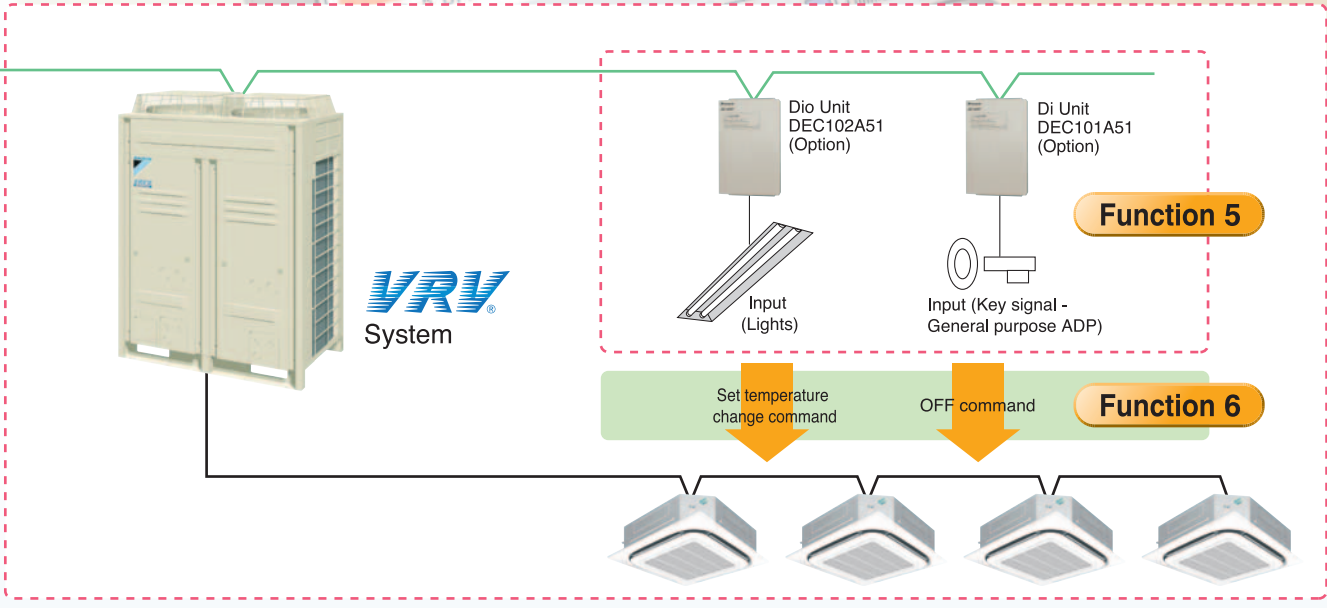 Dio Unit
DEC102A51
(Option)
Di Unit
DEC101A51
(Option)
Function 5
VRV®
System
Input
(Lights)
Input (Key signal -
General purpose ADP)
Set temperature
change command
OFF command
Function 6